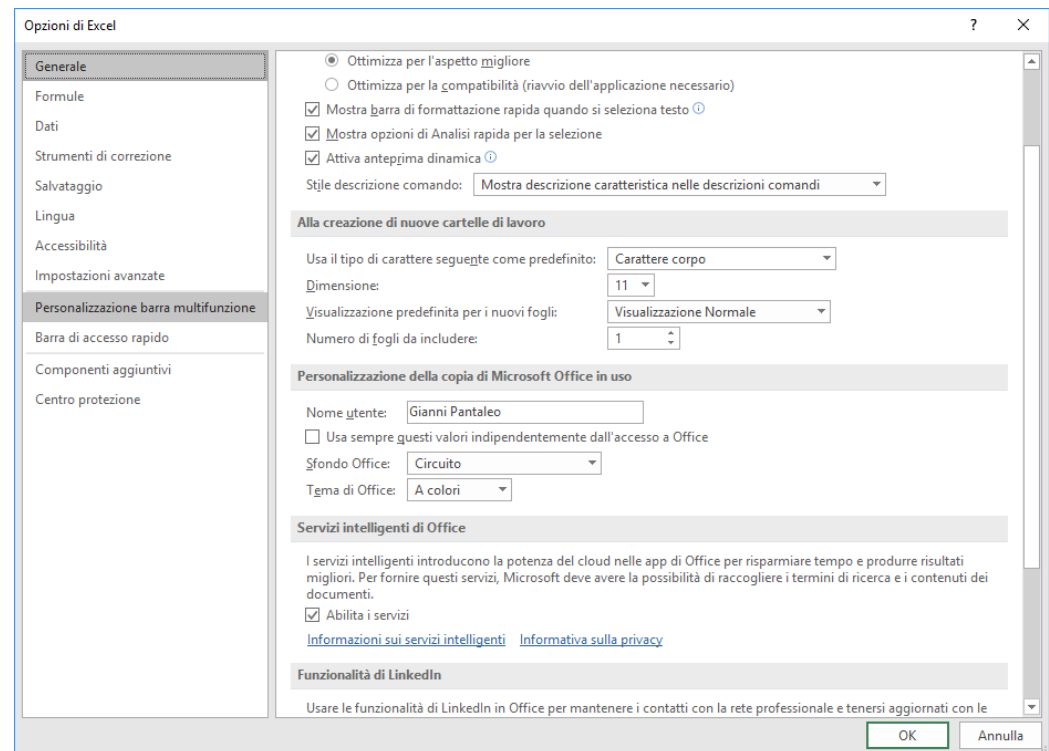 Opzioni di Excel
Generale
Formule
Dati
Strumenti di correzione
Salvataggio
Lingua
Accessibilità
Impostazioni avanzate
Personalizzazione barra multifunzione
Barra di accesso rapido
Componenti aggiuntivi
Centro protezione
Ottimizza per l'aspetto migliore
Ottimizza per la compatibilità (riavvio dell'applicazione necessario)
Mostra barra di formattazione rapida quando si seleziona testo
Mostra opzioni di Analisi rapida per la selezione
Attiva anteprima dinamica
Stile descrizione comando: Mostra descrizione caratteristica nelle descrizioni comandi
Alla creazione di nuove cartelle di lavoro
Usa il tipo di carattere seguente come predefinito: Carattere corpo
Dimensione: 11
Visualizzazione predefinita per i nuovi fogli: Visualizzazione Normale
Numero di fogli da includere: 1
Personalizzazione della copia di Microsoft Office in uso
Nome utente: Gianni Pantaleo
Usa sempre questi valori indipendentemente dall'accesso a Office
Sfondo Office: Circuito
Tema di Office: A colori
Servizi intelligenti di Office
I servizi intelligenti introducono la potenza del cloud nelle app di Office per risparmiare tempo e produrre risultati
migliori. Per fornire questi servizi, Microsoft deve avere la possibilità di raccogliere i termini di ricerca e i contenuti dei
documenti.
Abilita i servizi
Informazioni sui servizi intelligenti Informativa sulla privacy
Funzionalità di LinkedIn
Usare le funzionalità di LinkedIn in Office per mantenere i contatti con la rete professionale e tenersi aggiornati con le
OK Annulla